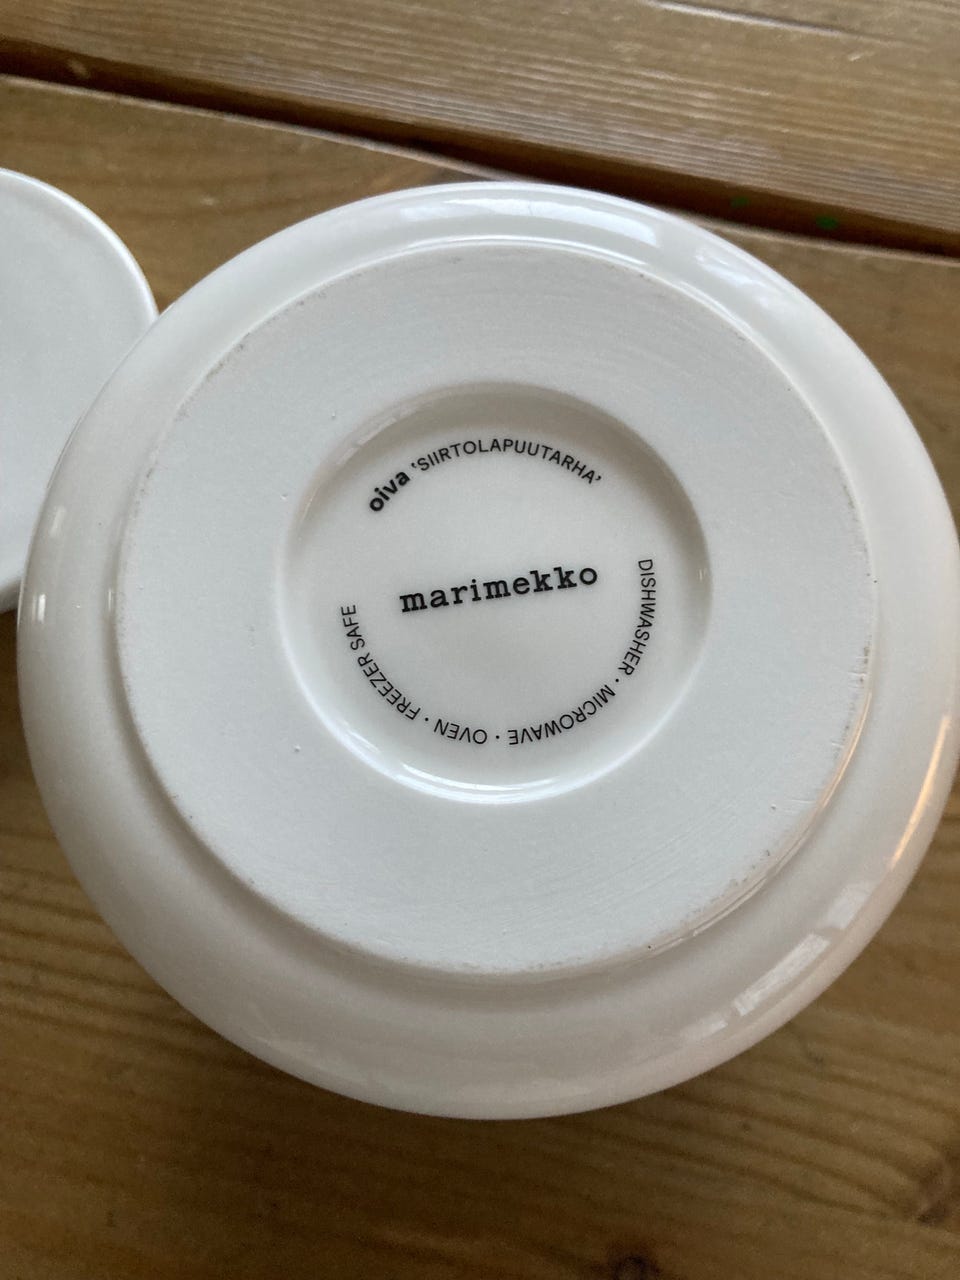 oiva 'SIIRTOLAPUUTARHA'
marimekko
DISHWASHER · MICROWAVE · OVEN · FREEZER SAFE